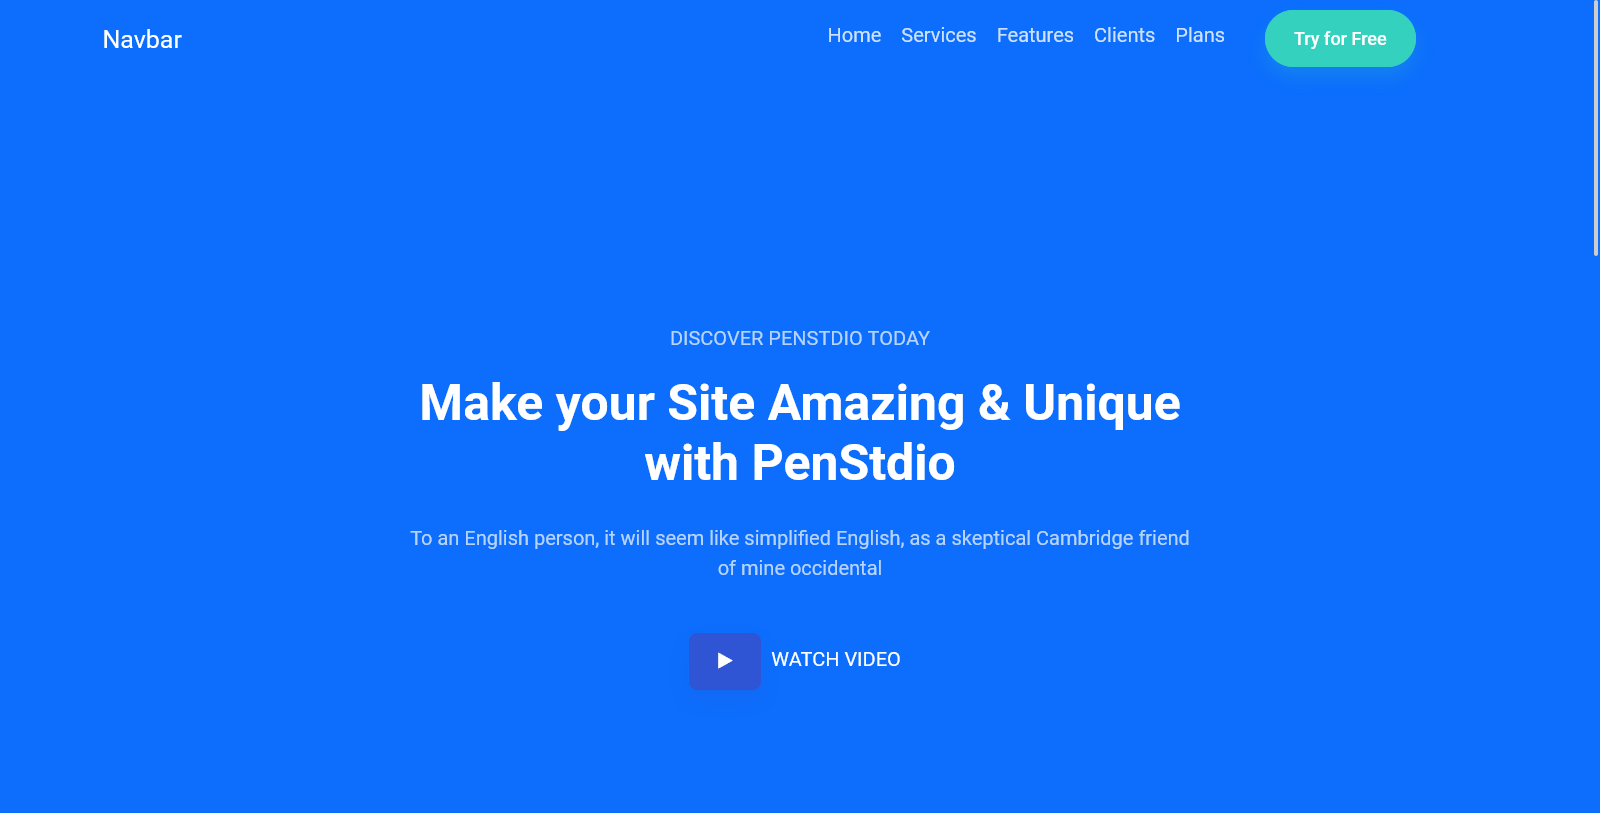 Navbar
Home Services Features Clients Plans Try for Free
DISCOVER PENSTDIO TODAY
Make your Site Amazing & Unique
with PenStdio
To an English person, it will seem like simplified English, as a skeptical Cambridge friend
of mine occidental
WATCH VIDEO